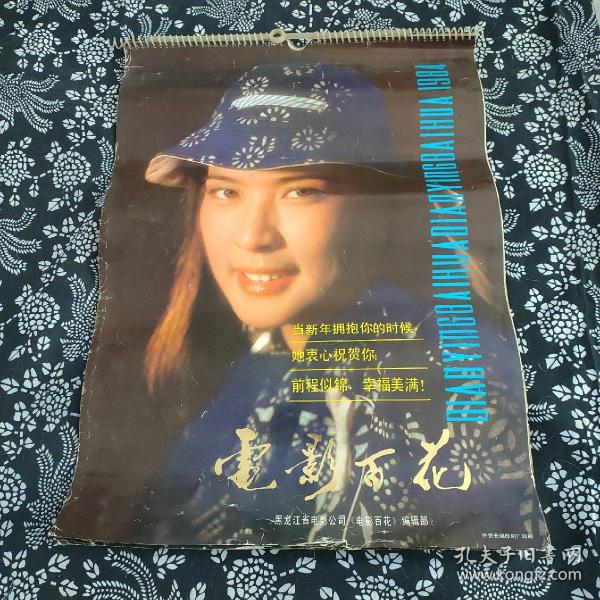 DIANYINGBAIHUADIANYINGBAIHUA 1984
当新年拥抱你的时候,
她衷心祝贺你:
前程似锦、幸福美满!
電影百花
黑龙江省电影公司《电影百花》编辑部
孔夫子旧书网
www.kongfz.com